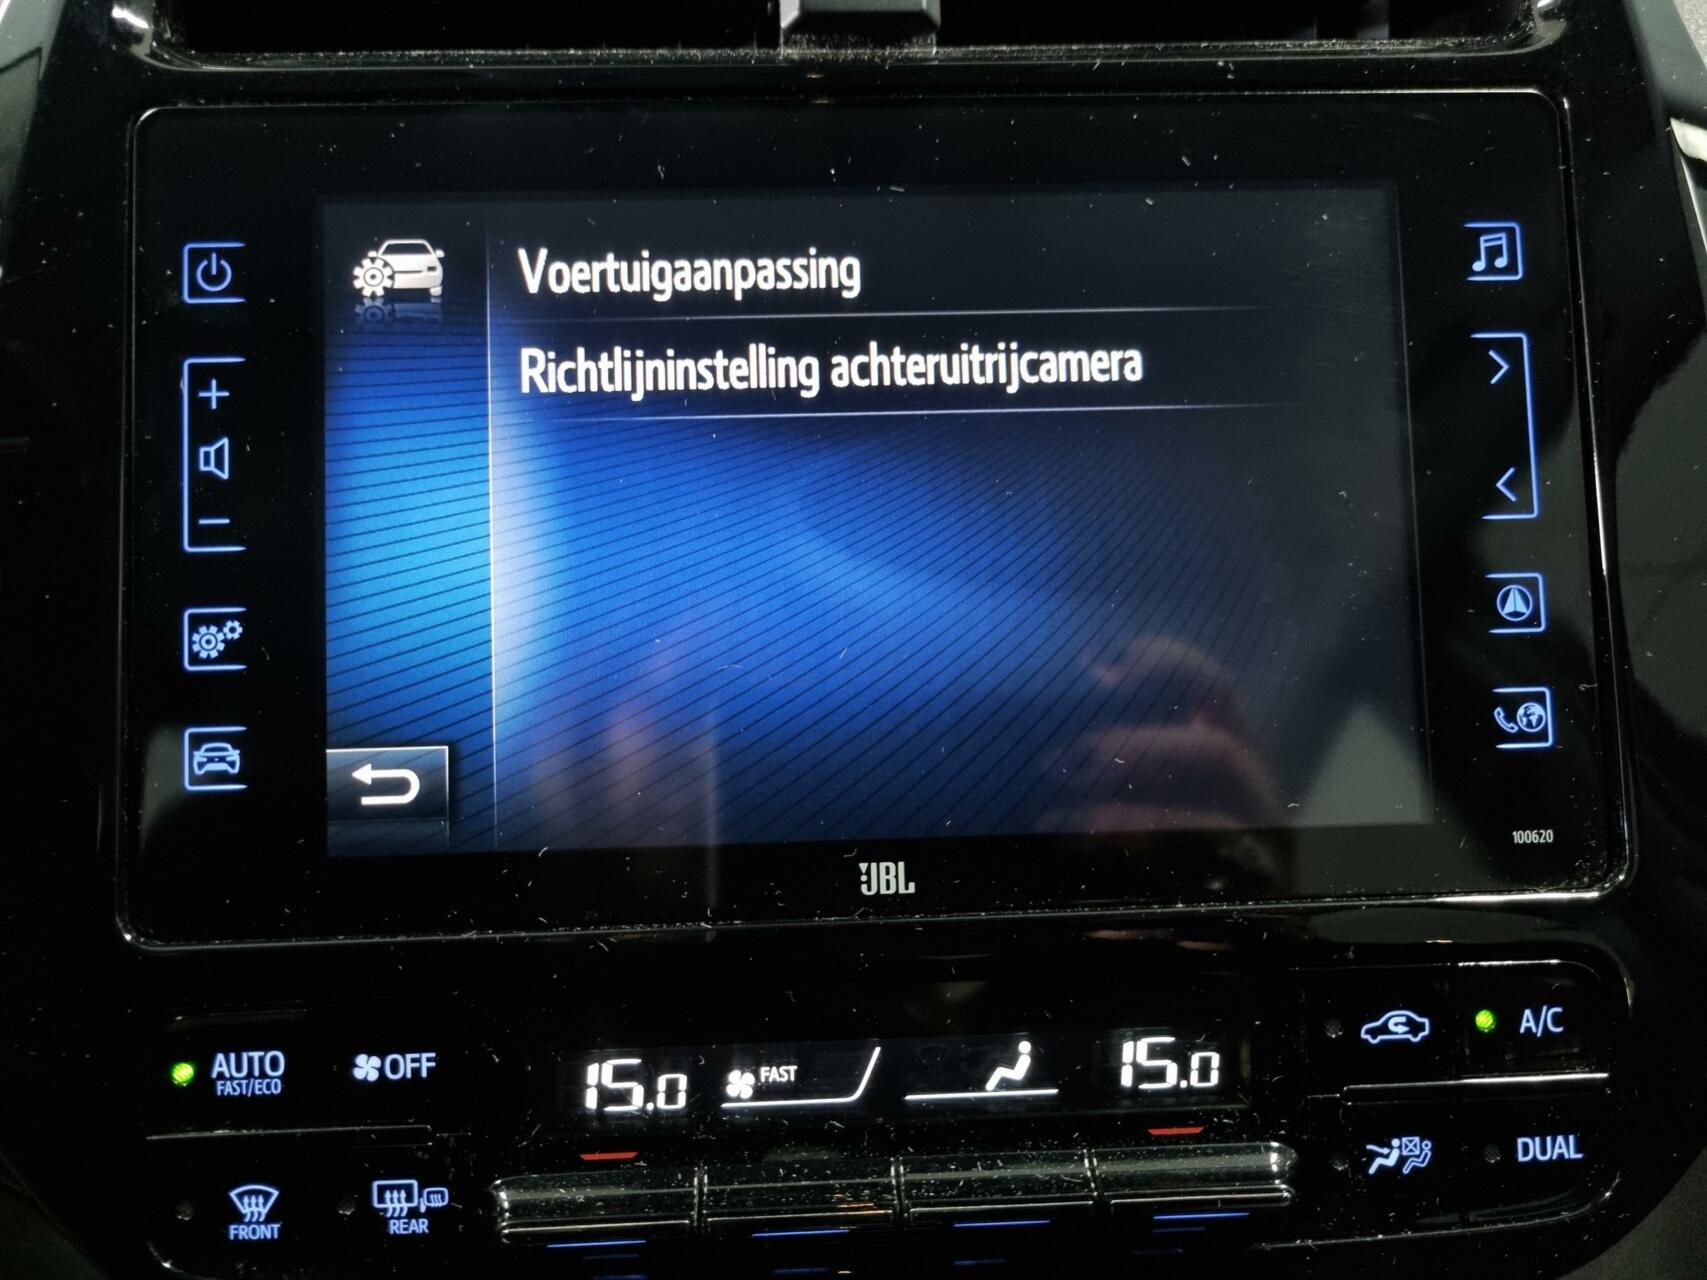 Voertuigaanpassing
Richtlijninstelling achteruitrijcamera
100620
JBL
AUTO
FAST/ECO
OFF
15.0
FAST
15.0
A/C
FRONT
REAR
DUAL